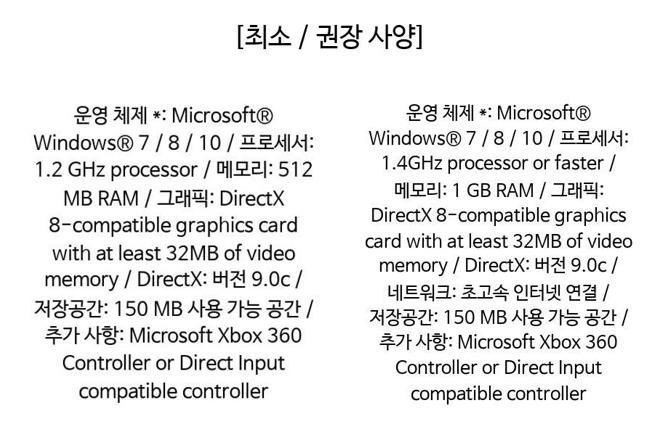 [최소 / 권장 사양]
운영 체제 *: Microsoft®
Windows® 7 / 8 / 10 / 프로세서:
1.2 GHz processor / 메모리: 512
MB RAM / 그래픽: DirectX
8-compatible graphics card
with at least 32MB of video
memory / DirectX: 버전 9.0c /
저장공간: 150 MB 사용 가능 공간 /
추가 사항: Microsoft Xbox 360
Controller or Direct Input
compatible controller
운영 체제 *: Microsoft®
Windows® 7 / 8 / 10 / 프로세서:
1.4GHz processor or faster /
메모리: 1 GB RAM / 그래픽:
DirectX 8-compatible graphics
card with at least 32MB of video
memory / DirectX: 버전 9.0c /
네트워크: 초고속 인터넷 연결 /
저장공간: 150 MB 사용 가능 공간 /
추가 사항: Microsoft Xbox 360
Controller or Direct Input
compatible controller